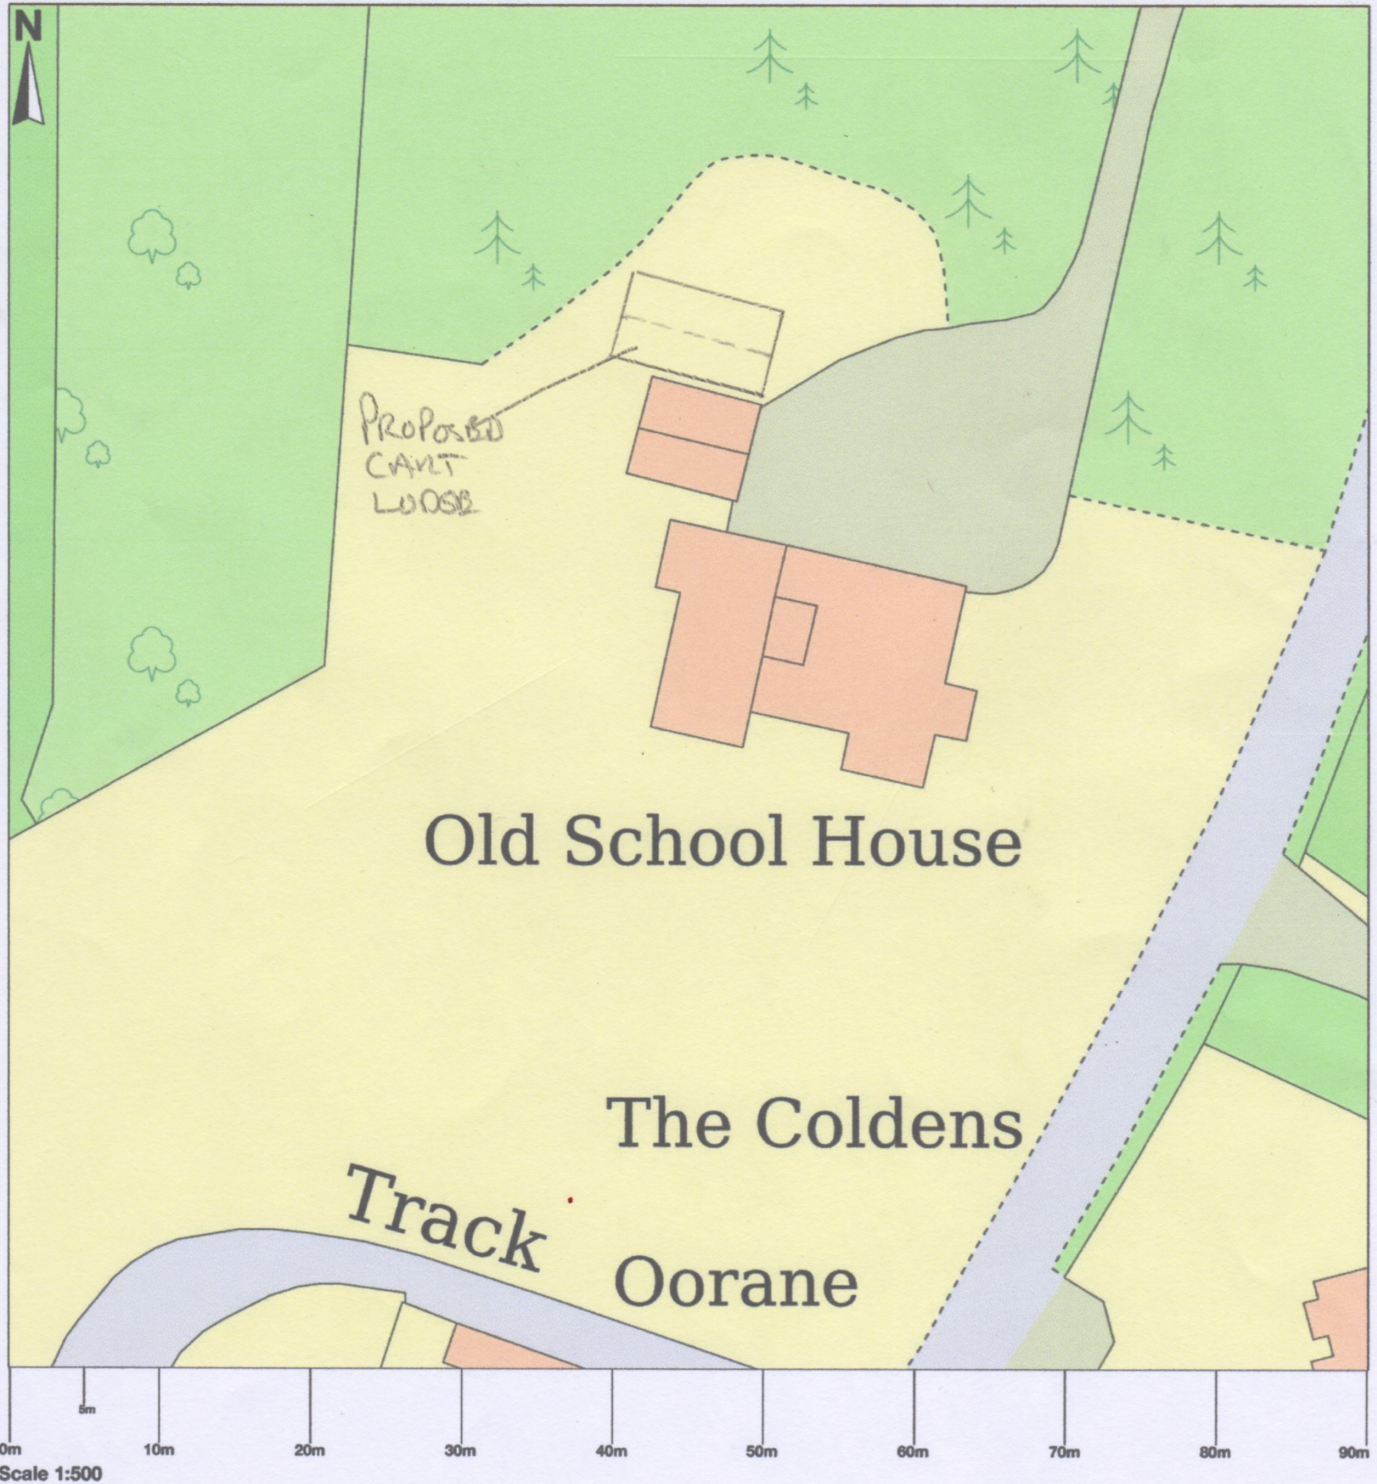 N
PROPOSED
CART
LODGE
Old School House
The Coldens
Track
Oorane
5m
0m 10m 20m 30m 40m 50m 60m 70m 80m 90m
Scale 1:500